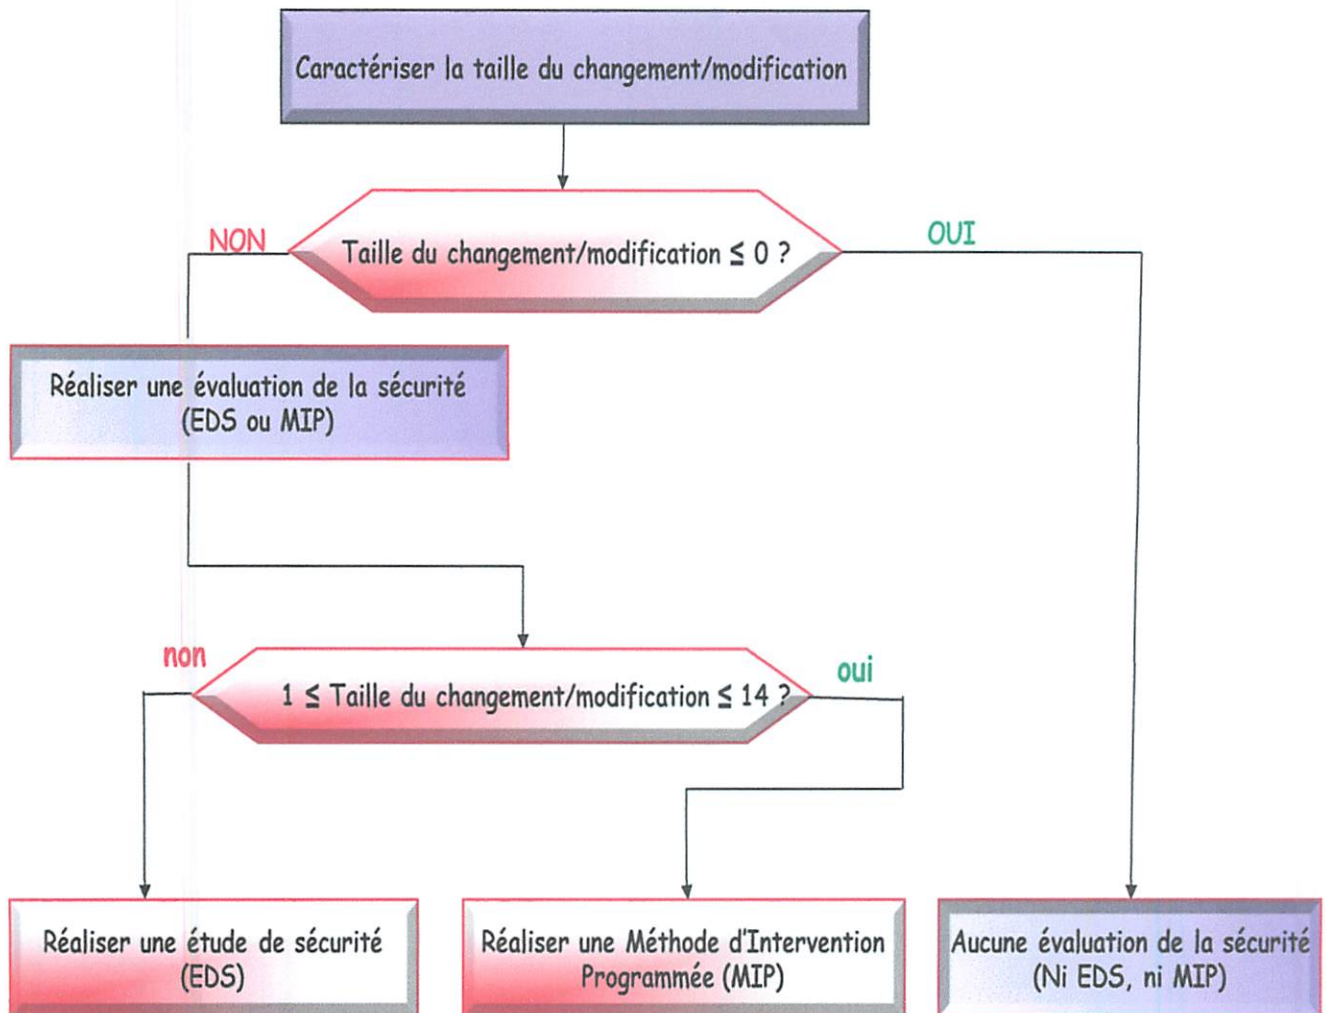 Caractériser la taille du changement/modification
NON
Taille du changement/modification ≤ 0 ?
OUI
Réaliser une évaluation de la sécurité
(EDS ou MIP)
non
1 ≤ Taille du changement/modification ≤ 14 ?
oui
Réaliser une étude de sécurité
(EDS)
Réaliser une Méthode d'Intervention
Programmée (MIP)
Aucune évaluation de la sécurité
(Ni EDS, ni MIP)